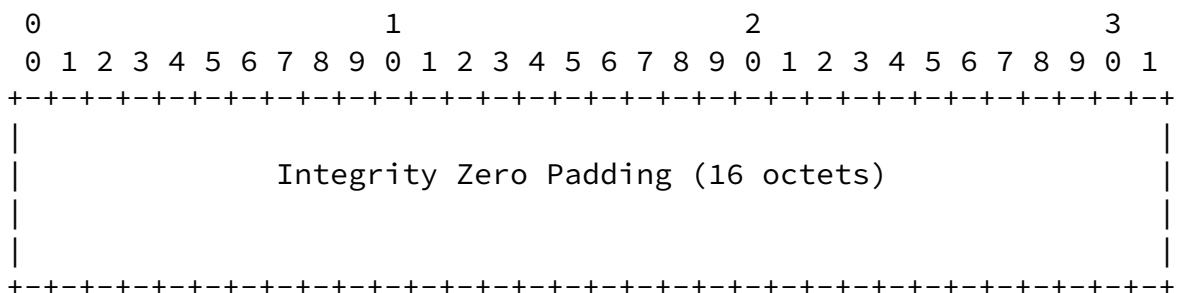 0                   1                   2                   3
 0 1 2 3 4 5 6 7 8 9 0 1 2 3 4 5 6 7 8 9 0 1 2 3 4 5 6 7 8 9 0 1
+-+-+-+-+-+-+-+-+-+-+-+-+-+-+-+-+-+-+-+-+-+-+-+-+-+-+-+-+-+-+-+-+
|                                                               |
|              Integrity Zero Padding (16 octets)               |
|                                                               |
|                                                               |
+-+-+-+-+-+-+-+-+-+-+-+-+-+-+-+-+-+-+-+-+-+-+-+-+-+-+-+-+-+-+-+-+